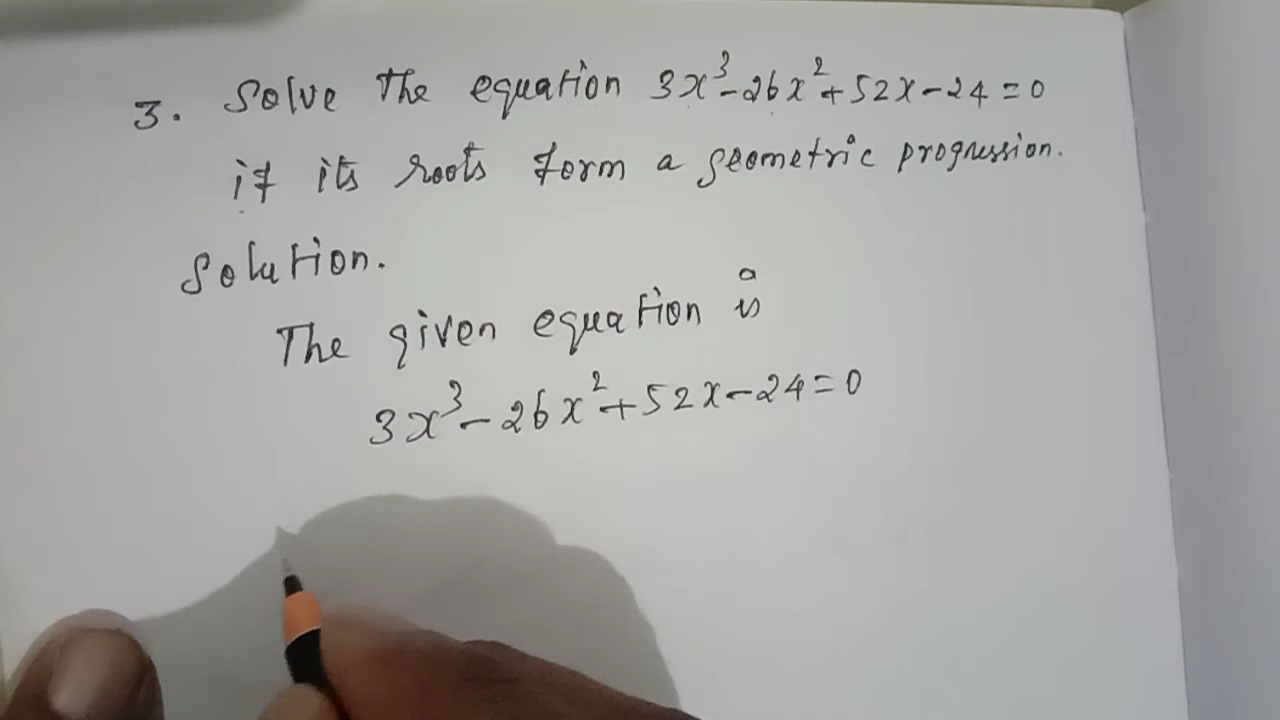 3. Solve The equation 3x³-26x²+52x-24=0
if its roots form a geometric progression.
Solution.
The given equation is
3x³-26x²+52x-24=0